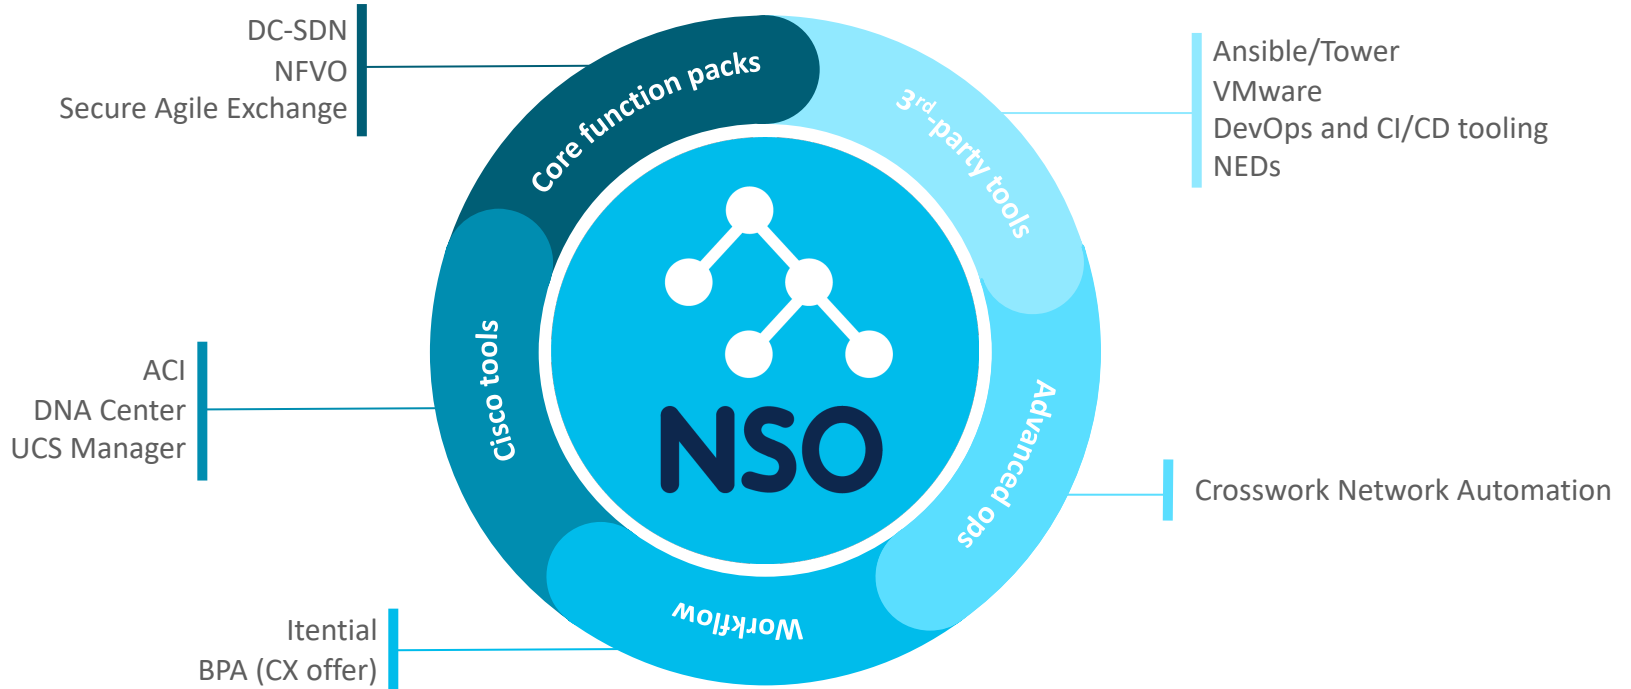 DC-SDN
NFVO
Secure Agile Exchange
Core function packs
3rd-party tools
Ansible/Tower
VMware
DevOps and CI/CD tooling
NEDs
ACI
DNA Center
UCS Manager
Cisco tools
NSO
Advanced ops
Crosswork Network Automation
Workflow
Itential
BPA (CX offer)